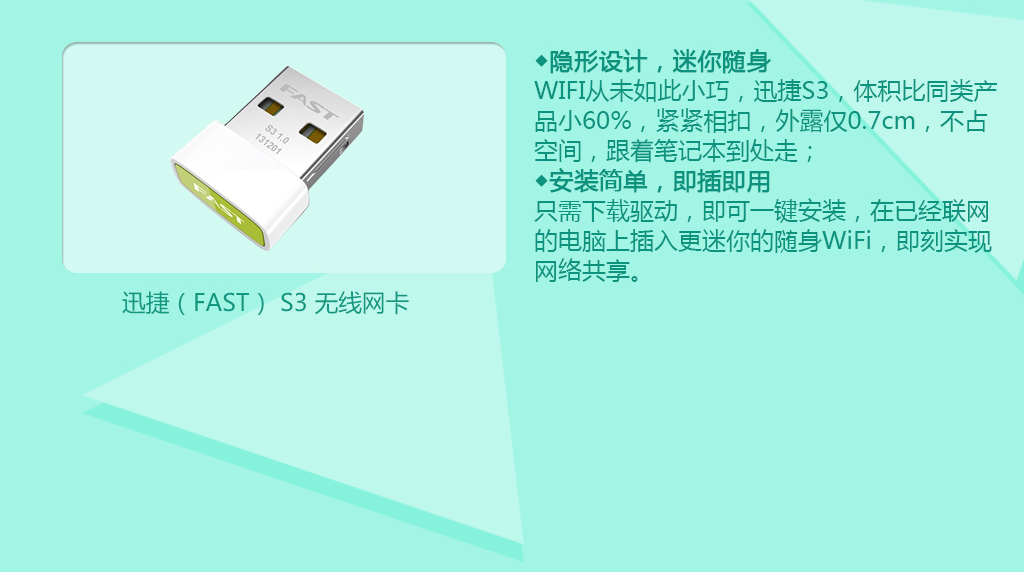 FAST
S3 1.0
131201
FAST
迅捷（FAST） S3 无线网卡
◆隐形设计，迷你随身
WIFI从未如此小巧，迅捷S3，体积比同类产
品小60%，紧紧相扣，外露仅0.7cm，不占
空间，跟着笔记本到处走；
◆安装简单，即插即用
只需下载驱动，即可一键安装，在已经联网
的电脑上插入更迷你的随身WiFi，即刻实现
网络共享。